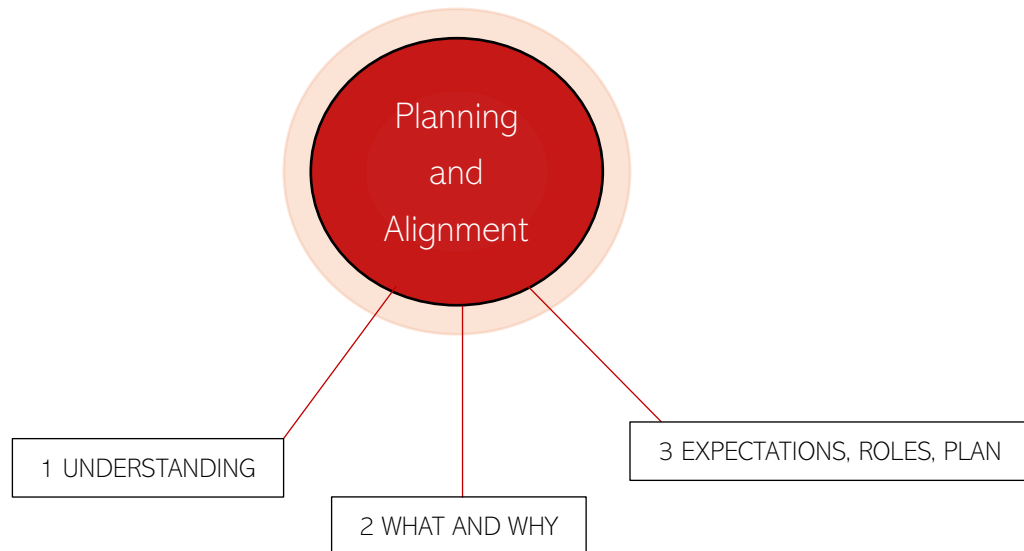 Planning
and
Alignment
1 UNDERSTANDING
2 WHAT AND WHY
3 EXPECTATIONS, ROLES, PLAN